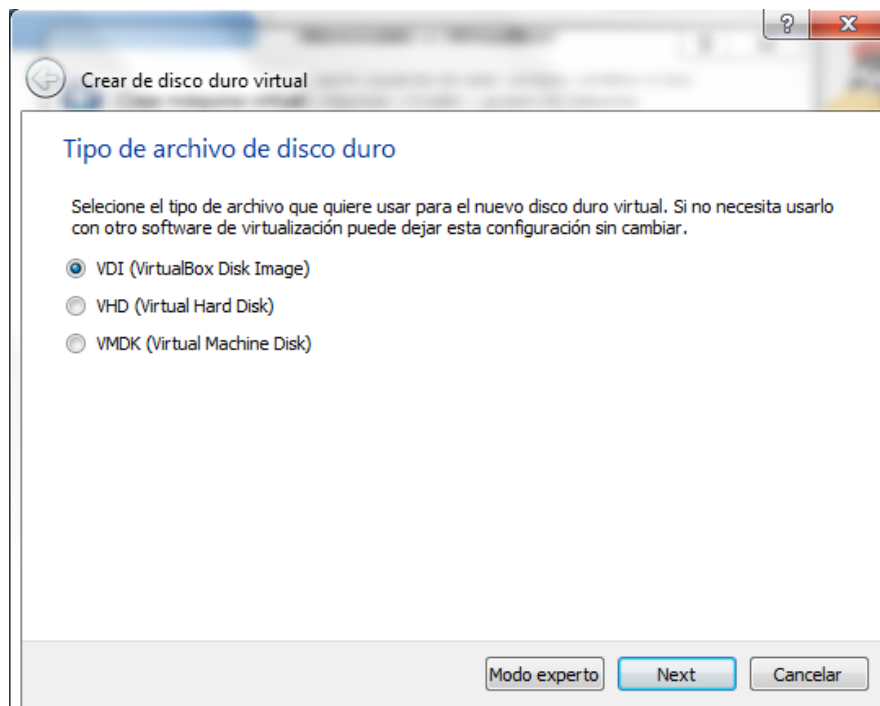 ?
X
Crear de disco duro virtual
Tipo de archivo de disco duro
Selecione el tipo de archivo que quiere usar para el nuevo disco duro virtual. Si no necesita usarlo
con otro software de virtualización puede dejar esta configuración sin cambiar.
VDI (VirtualBox Disk Image)
VHD (Virtual Hard Disk)
VMDK (Virtual Machine Disk)
Modo experto Next Cancelar